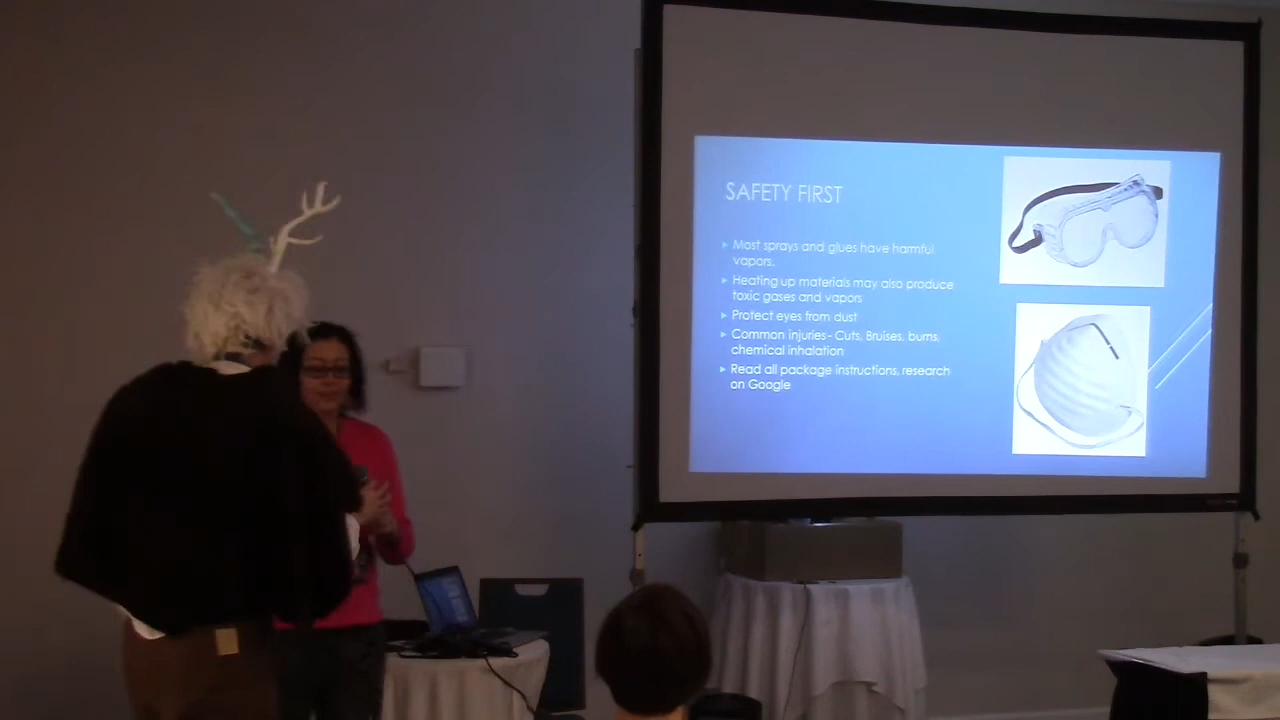 SAFETY FIRST
Most sprays and glues have harmful
vapors.
Heating up materials may also produce
toxic gases and vapors
Protect eyes from dust
Common injuries - Cuts, Bruises, burns,
chemical inhalation
Read all package instructions, research
on Google